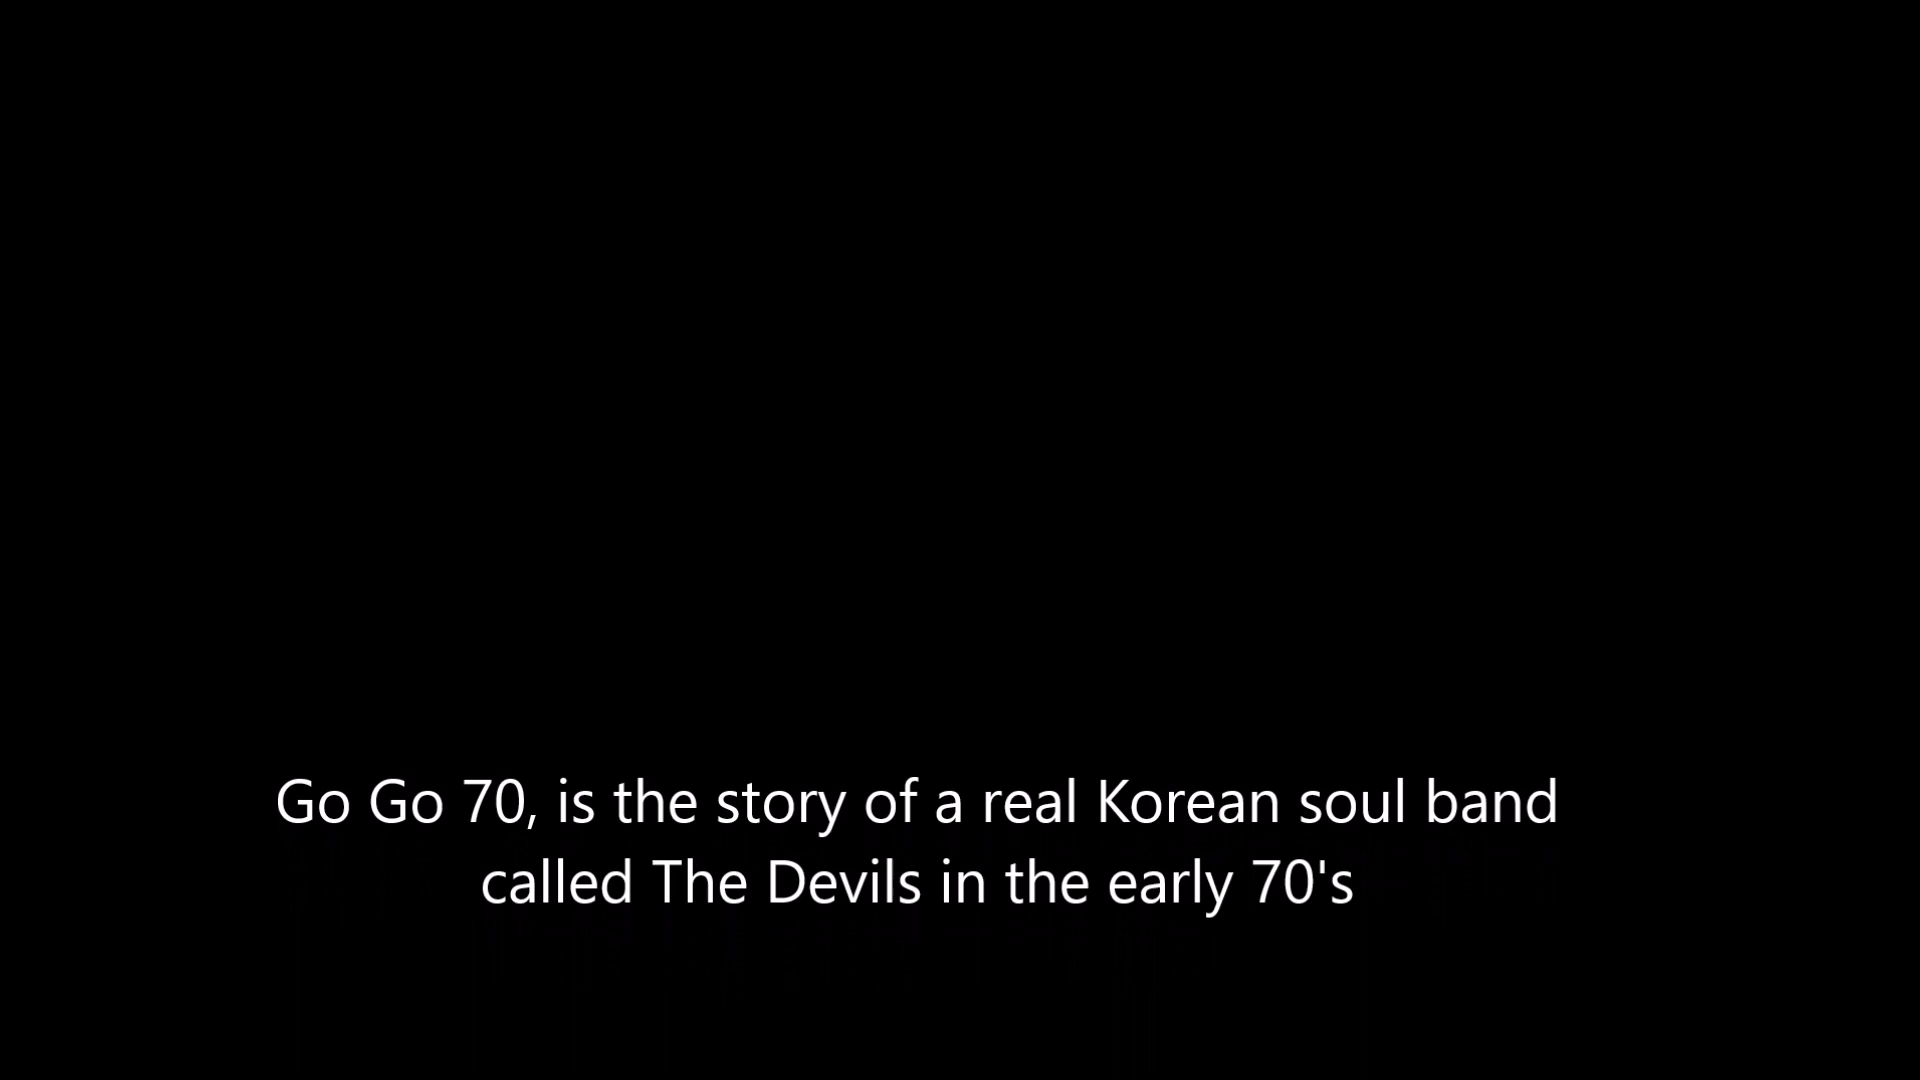 Go Go 70, is the story of a real Korean soul band
called The Devils in the early 70's